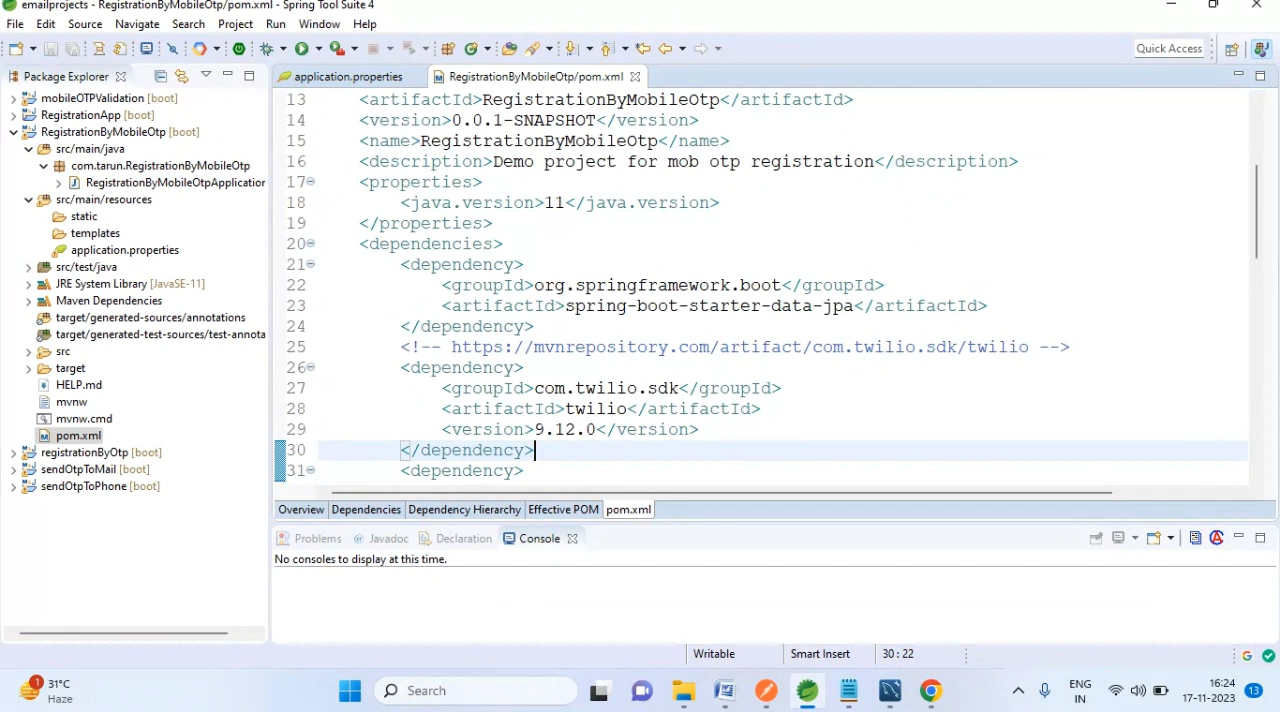 emailprojects - RegistrationByMobileOtp/pom.xml - Spring Tool Suite 4
File Edit Source Navigate Search Project Run Window Help
Quick Access
Package Explorer
mobileOTPValidation [boot]
RegistrationApp [boot]
RegistrationByMobileOtp [boot]
src/main/java
com.tarun.RegistrationByMobileOtp
RegistrationByMobileOtpApplication
src/main/resources
static
templates
application.properties
src/test/java
JRE System Library [JavaSE-11]
Maven Dependencies
target/generated-sources/annotations
target/generated-test-sources/test-annota
src
target
HELP.md
mvnw
mvnw.cmd
pom.xml
registrationByOtp [boot]
sendOtpToMail [boot]
sendOtpToPhone [boot]
application.properties RegistrationByMobileOtp/pom.xml
13 <artifactId>RegistrationByMobileOtp</artifactId>
14 <version>0.0.1-SNAPSHOT</version>
15 <name>RegistrationByMobileOtp</name>
16 <description>Demo project for mob otp registration</description>
17 <properties>
18 <java.version>11</java.version>
19 </properties>
20 <dependencies>
21 <dependency>
22 <groupId>org.springframework.boot</groupId>
23 <artifactId>spring-boot-starter-data-jpa</artifactId>
24 </dependency>
25 <!-- https://mvnrepository.com/artifact/com.twilio.sdk/twilio -->
26 <dependency>
27 <groupId>com.twilio.sdk</groupId>
28 <artifactId>twilio</artifactId>
29 <version>9.12.0</version>
30 </dependency>
31 <dependency>
Overview Dependencies Dependency Hierarchy Effective POM pom.xml
Problems Javadoc Declaration Console
No consoles to display at this time.
Writable Smart Insert 30 : 22
1 31°C
Haze
Search
ENG
IN
16:24
17-11-2023
13